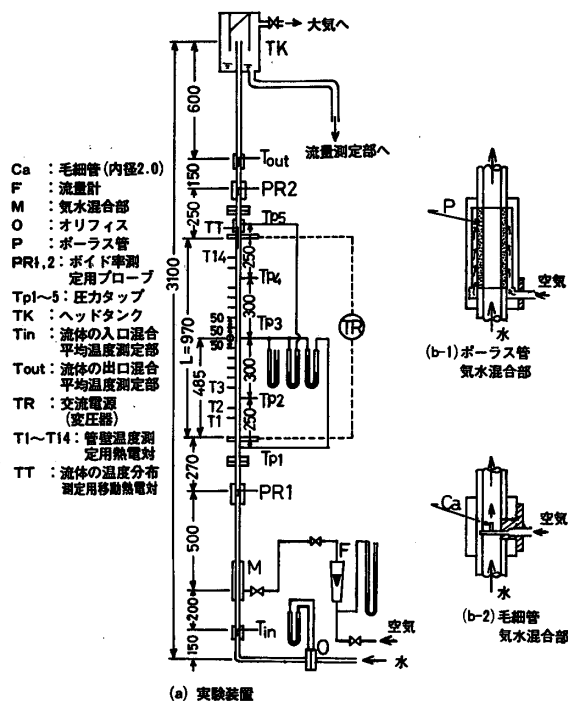 大気へ
TK
流量測定部へ
600
150
250
3100
L=970
485
270
500
200
150
Tout
PR2
Tp5
TT
T14
250
Tp4
300
50
50
50
Tp3
TR
300
T3
Tp2
T2
T1
250
Tp1
PR1
M
F
空気
Tin
O
水
(a) 実験装置
Ca :毛細管(内径2.0)
F :流量計
M :気水混合部
O :オリフィス
P :ポーラス管
PR1,2:ボイド率測
定用プローブ
Tp1~5:圧力タップ
TK :ヘッドタンク
Tin :流体の入口混合
平均温度測定部
Tout :流体の出口混合
平均温度測定部
TR :交流電源
(変圧器)
T1~T14:管壁温度測
定用熱電対
TT :流体の温度分布
測定用移動熱電対
P
空気
水
(b-1)ポーラス管
気水混合部
Ca
空気
水
(b-2)毛細管
気水混合部